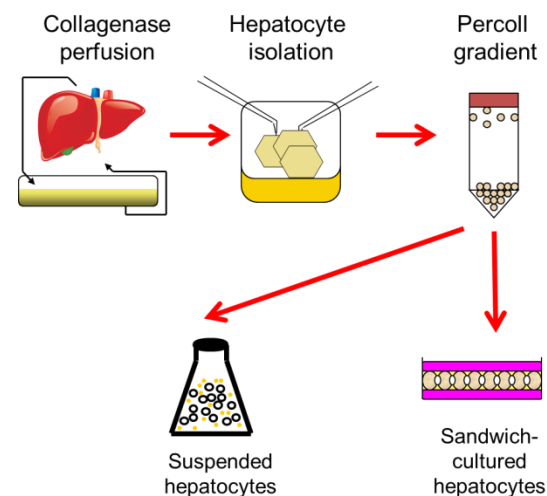 Collagenase
perfusion
Hepatocyte
isolation
Percoll
gradient
Suspended
hepatocytes
Sandwich-
cultured
hepatocytes